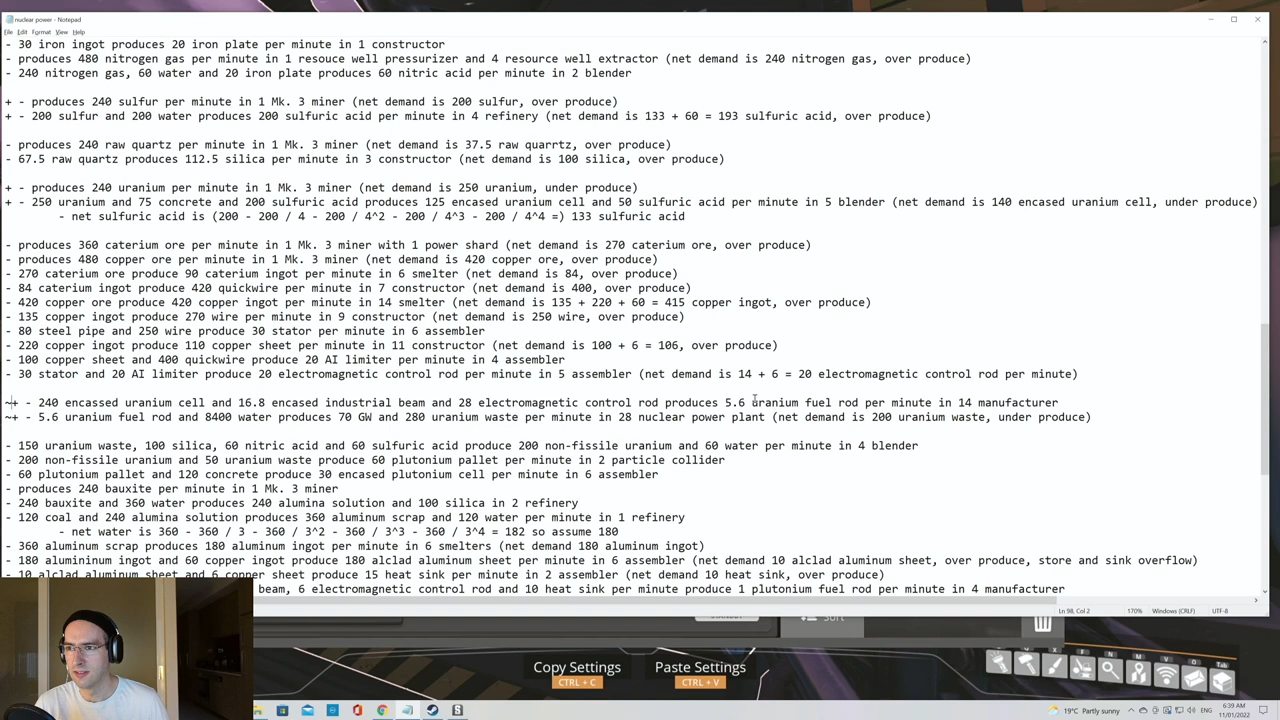 nuclear power - Notepad
File Edit Format View Help
- 30 iron ingot produces 20 iron plate per minute in 1 constructor
- produces 480 nitrogen gas per minute in 1 resouce well pressurizer and 4 resource well extractor (net demand is 240 nitrogen gas, over produce)
- 240 nitrogen gas, 60 water and 20 iron plate produces 60 nitric acid per minute in 2 blender
+ - produces 240 sulfur per minute in 1 Mk. 3 miner (net demand is 200 sulfur, over produce)
+ - 200 sulfur and 200 water produces 200 sulfuric acid per minute in 4 refinery (net demand is 133 + 60 = 193 sulfuric acid, over produce)
- produces 240 raw quartz per minute in 1 Mk. 3 miner (net demand is 37.5 raw quarrtz, over produce)
- 67.5 raw quartz produces 112.5 silica per minute in 3 constructor (net demand is 100 silica, over produce)
+ - produces 240 uranium per minute in 1 Mk. 3 miner (net demand is 250 uranium, under produce)
+ - 250 uranium and 75 concrete and 200 sulfuric acid produces 125 encased uranium cell and 50 sulfuric acid per minute in 5 blender (net demand is 140 encased uranium cell, under produce)
- net sulfuric acid is (200 - 200 / 4 - 200 / 4^2 - 200 / 4^3 - 200 / 4^4 =) 133 sulfuric acid
- produces 360 caterium ore per minute in 1 Mk. 3 miner with 1 power shard (net demand is 270 caterium ore, over produce)
- produces 480 copper ore per minute in 1 Mk. 3 miner (net demand is 420 copper ore, over produce)
- 270 caterium ore produce 90 caterium ingot per minute in 6 smelter (net demand is 84, over produce)
- 84 caterium ingot produce 420 quickwire per minute in 7 constructor (net demand is 400, over produce)
- 420 copper ore produce 420 copper ingot per minute in 14 smelter (net demand is 135 + 220 + 60 = 415 copper ingot, over produce)
- 135 copper ingot produces 270 wire per minute in 9 constructor (net demand is 250 wire, over produce)
- 80 steel pipe and 250 wire produce 30 stator per minute in 6 assembler
- 220 copper ingot produce 110 copper sheet per minute in 11 constructor (net demand is 100 + 6 = 106, over produce)
- 100 copper sheet and 400 quickwire produce 20 AI limiter per minute in 4 assembler
- 30 stator and 20 AI limiter produce 20 electromagnetic control rod per minute in 5 assembler (net demand is 14 + 6 = 20 electromagnetic control rod per minute)
~+ - 240 encassed uranium cell and 16.8 encased industrial beam and 28 electromagnetic control rod produces 5.6 uranium fuel rod per minute in 14 manufacturer
~+ - 5.6 uranium fuel rod and 8400 water produces 70 GW and 280 uranium waste per minute in 28 nuclear power plant (net demand is 200 uranium waste, under produce)
- 150 uranium waste, 100 silica, 60 nitric acid and 60 sulfuric acid produce 200 non-fissile uranium and 60 water per minute in 4 blender
- 200 non-fissile uranium and 50 uranium waste produce 60 plutonium pallet per minute in 2 particle collider
- 60 plutonium pallet and 120 concrete produce 30 encased plutonium cell per minute in 6 assembler
- produces 240 bauxite per minute in 1 Mk. 3 miner
- 240 bauxite and 360 water produces 240 alumina solution and 100 silica in 2 refinery
- 120 coal and 240 alumina solution produces 360 aluminum scrap and 120 water per minute in 1 refinery
- net water is 360 - 360 / 3 - 360 / 3^2 - 360 / 3^3 - 360 / 3^4 = 182 so assume 180
- 360 aluminum scrap produces 180 aluminum ingot per minute in 6 smelters (net demand 180 aluminum ingot)
- 180 alumininum ingot and 60 copper ingot produce 180 alclad aluminum sheet per minute in 6 assembler (net demand 10 alclad aluminum sheet, over produce, store and sink overflow)
- 10 alclad aluminum sheet and 6 copper sheet produce 15 heat sink per minute in 2 assembler (net demand 10 heat sink, over produce)
beam, 6 electromagnetic control rod and 10 heat sink per minute produce 1 plutonium fuel rod per minute in 4 manufacturer
Ln 98, Col 2 170% Windows (CRLF) UTF-8
Sort
Copy Settings Paste Settings
CTRL + C CTRL + V
19°C Partly sunny ENG 6:39 AM
11/01/2022